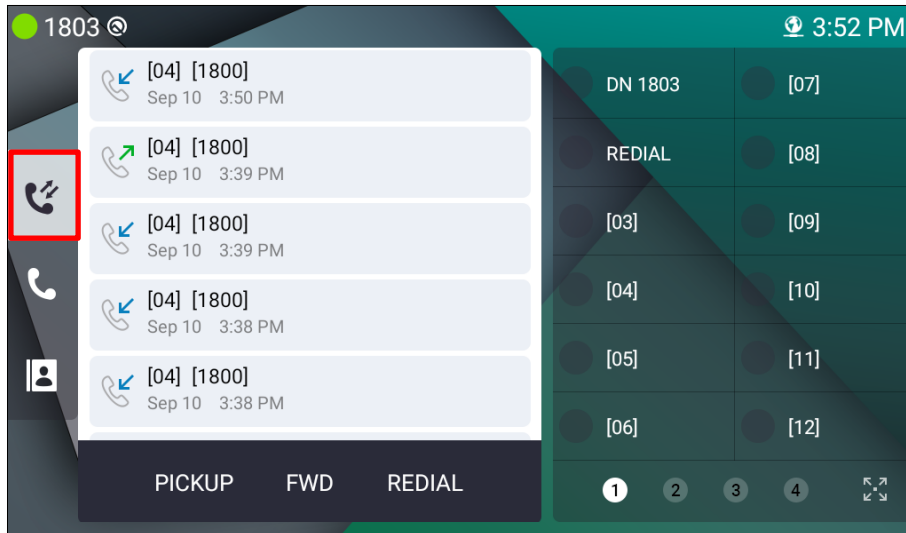 1803
3:52 PM
[04] [1800]
Sep 10 3:50 PM
[04] [1800]
Sep 10 3:39 PM
[04] [1800]
Sep 10 3:39 PM
[04] [1800]
Sep 10 3:38 PM
[04] [1800]
Sep 10 3:38 PM
PICKUP FWD REDIAL
DN 1803 [07]
REDIAL [08]
[03] [09]
[04] [10]
[05] [11]
[06] [12]
1 2 3 4